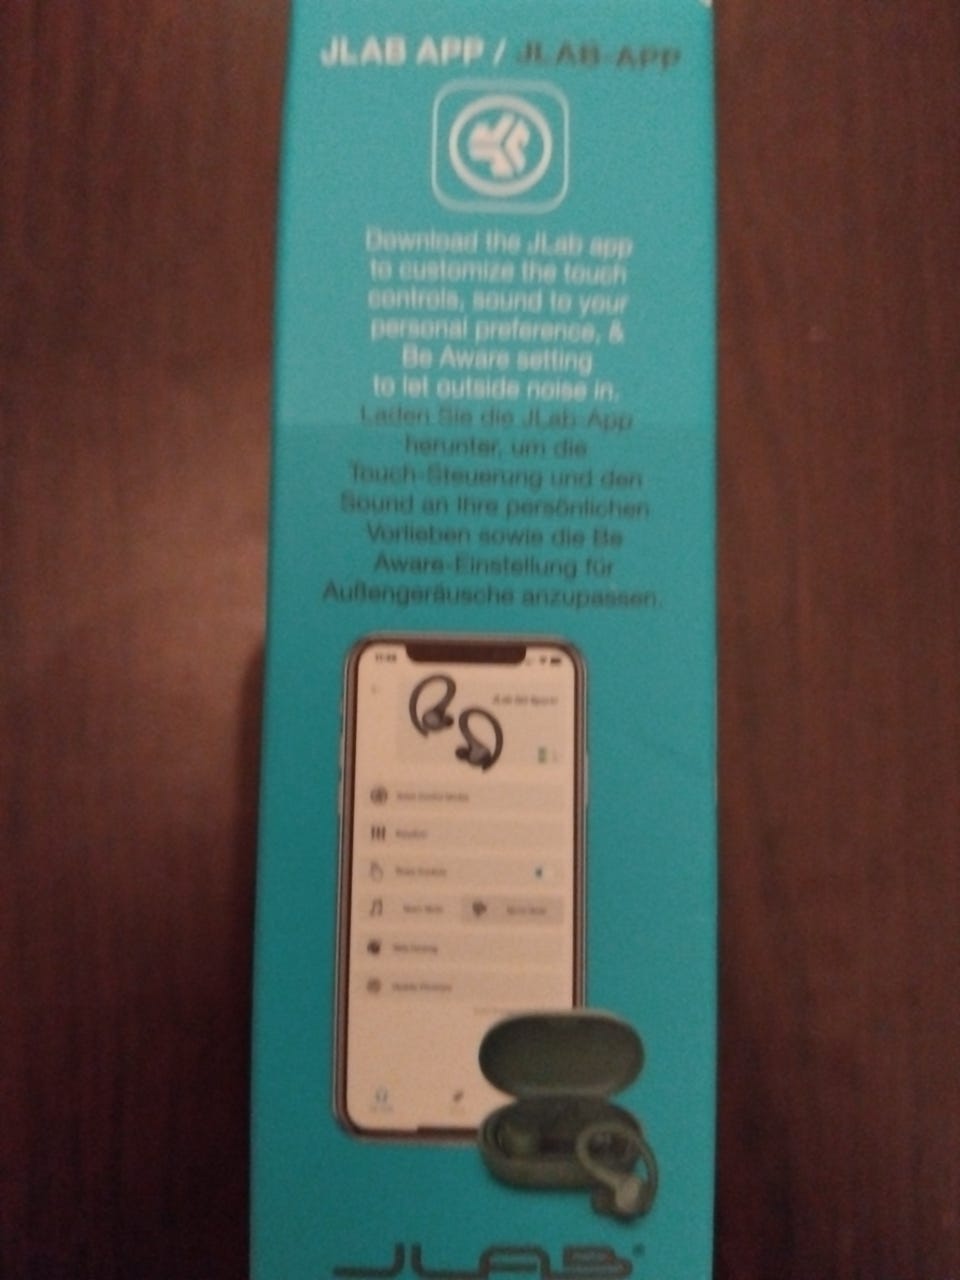 JLAB APP / JLAB-APP
Download the JLab app
to customize the touch
controls, sound to your
personal preference, &
Be Aware setting
to let outside noise in.
Laden Sie die JLab-App
herunter, um die
Touch-Steuerung und den
Sound an Ihre persönlichen
Vorlieben sowie die Be
Aware-Einstellung für
Außengeräusche anzupassen.
JLAB